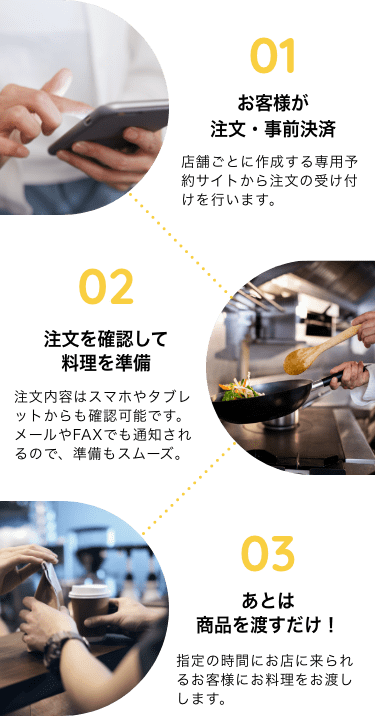 01
お客様が
注文・事前決済
店舗ごとに作成する専用予
約サイトから注文の受け付
けを行います。
02
注文を確認して
料理を準備
注文内容はスマホやタブレ
ットからも確認可能です。
メールやFAXでも通知され
るので、準備もスムーズ。
03
あとは
商品を渡すだけ！
指定の時間にお店に来られ
るお客様にお料理をお渡し
します。